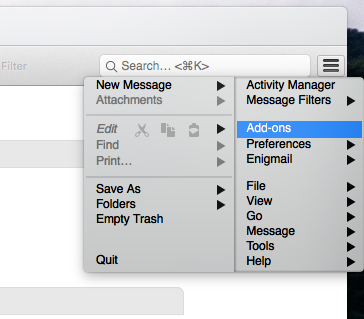 Filter
Search... <⌘K>
New Message
Attachments
Edit
Find
Print...
Save As
Folders
Empty Trash
Quit
Activity Manager
Message Filters
Add-ons
Preferences
Enigmail
File
View
Go
Message
Tools
Help